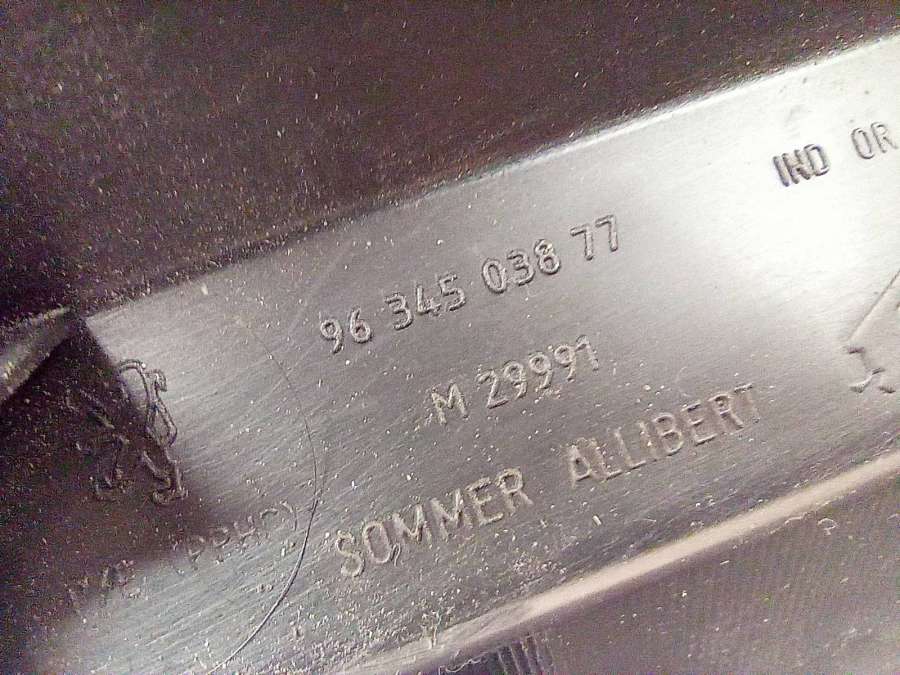 IND OR
96 345 038 77
M 29991
SOMMER ALLIBERT